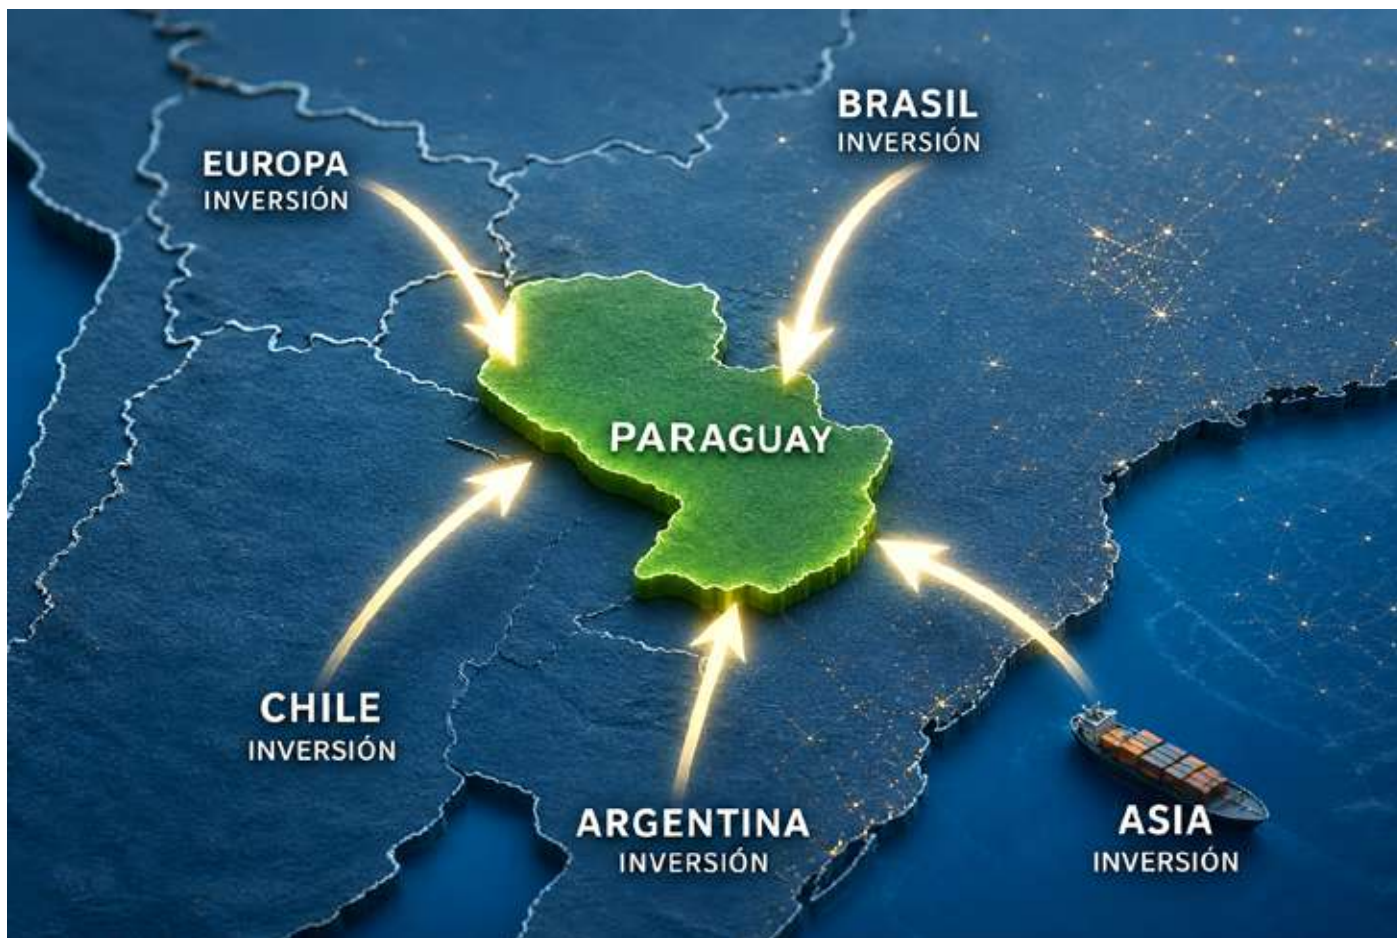 BRASIL
INVERSIÓN
EUROPA
INVERSIÓN
PARAGUAY
CHILE
INVERSIÓN
ARGENTINA
INVERSIÓN
ASIA
INVERSIÓN